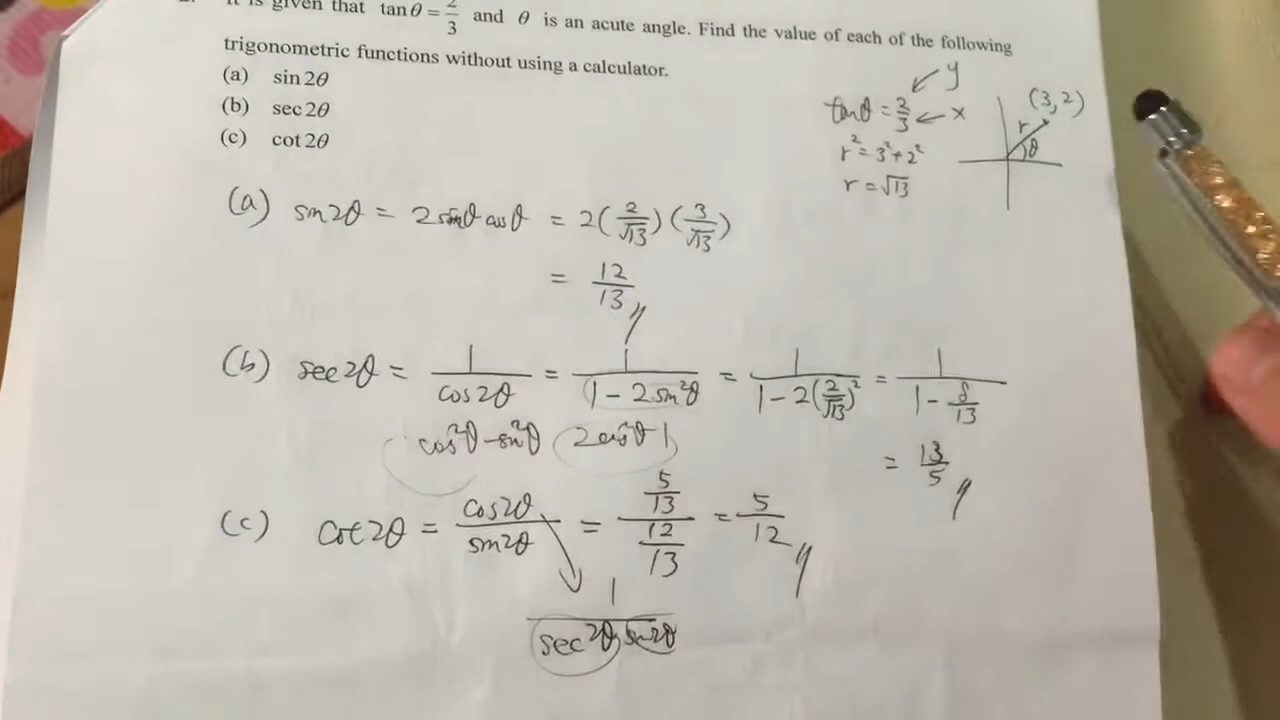 It is given that tan θ = 2/3 and θ is an acute angle. Find the value of each of the following
trigonometric functions without using a calculator.
(a) sin 2θ
(b) sec 2θ
(c) cot 2θ
y
tanθ = 2/3 ← x
r² = 3² + 2²
r = √13
(3, 2)
r
θ
(a) sin2θ = 2 sinθ cosθ = 2(2/√13)(3/√13)
= 12/13
(b) sec2θ = 1/cos2θ = 1/(1 - 2sin²θ) = 1/(1 - 2(2/√13)²) = 1/(1 - 8/13)
cos²θ - sin²θ 2cos²θ - 1
= 13/5
(c) cot2θ = cos2θ/sin2θ = (5/13)/(12/13) = 5/12
1/(sec2θ sin2θ)